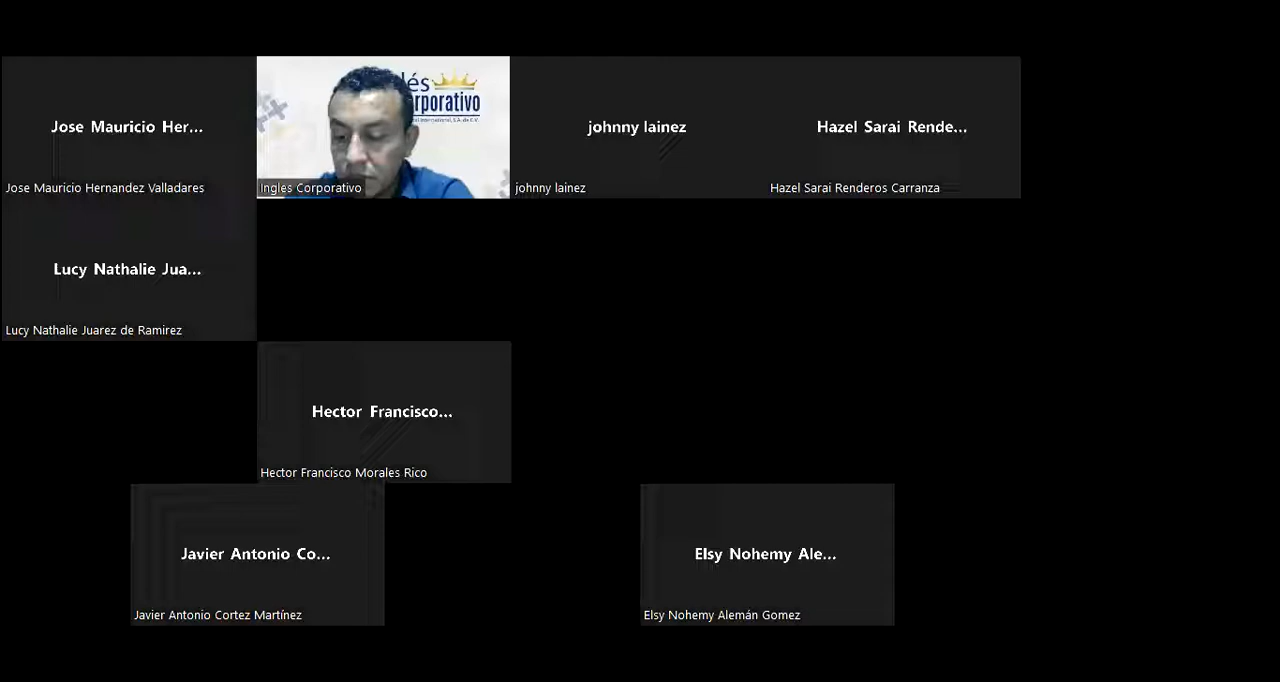 Jose Mauricio Her...
Jose Mauricio Hernandez Valladares
lés
rporativo
Ingles Corporativo
johnny lainez
johnny lainez
Hazel Sarai Rende...
Hazel Sarai Renderos Carranza
Lucy Nathalie Jua...
Lucy Nathalie Juarez de Ramirez
Hector Francisco...
Hector Francisco Morales Rico
Javier Antonio Co...
Javier Antonio Cortez Martínez
Elsy Nohemy Ale...
Elsy Nohemy Alemán Gomez